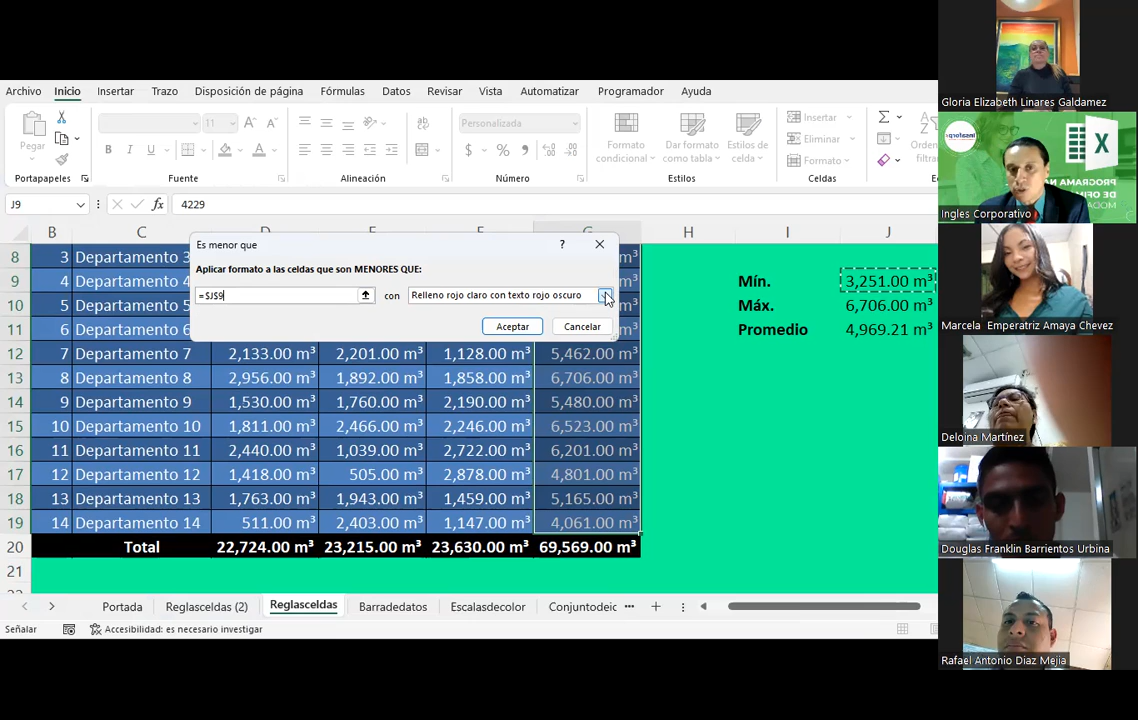 Archivo Inicio Insertar Trazo Disposición de página Fórmulas Datos Revisar Vista Automatizar Programador Ayuda
Pegar
11
A A
N K S
Personalizada
$ % 000
Formato condicional
Dar formato como tabla
Estilos de celda
Insertar
Eliminar
Formato
Ordenar filtra
Portapapeles Fuente Alineación Número Estilos Celdas
J9 fx 4229
B C D E F G H I J
Es menor que ?
Aplicar formato a las celdas que son MENORES QUE:
=$J$9 con Relleno rojo claro con texto rojo oscuro
Aceptar Cancelar
8 3 Departamento 3
9 4 Departamento 4 Mín. 3,251.00 m³
10 5 Departamento 5 Máx. 6,706.00 m³
11 6 Departamento 6 Promedio 4,969.21 m³
12 7 Departamento 7 2,133.00 m³ 2,201.00 m³ 1,128.00 m³ 5,462.00 m³
13 8 Departamento 8 2,956.00 m³ 1,892.00 m³ 1,858.00 m³ 6,706.00 m³
14 9 Departamento 9 1,530.00 m³ 1,760.00 m³ 2,190.00 m³ 5,480.00 m³
15 10 Departamento 10 1,811.00 m³ 2,466.00 m³ 2,246.00 m³ 6,523.00 m³
16 11 Departamento 11 2,440.00 m³ 1,039.00 m³ 2,722.00 m³ 6,201.00 m³
17 12 Departamento 12 1,418.00 m³ 505.00 m³ 2,878.00 m³ 4,801.00 m³
18 13 Departamento 13 1,763.00 m³ 1,943.00 m³ 1,459.00 m³ 5,165.00 m³
19 14 Departamento 14 511.00 m³ 2,403.00 m³ 1,147.00 m³ 4,061.00 m³
20 Total 22,724.00 m³ 23,215.00 m³ 23,630.00 m³ 69,569.00 m³
21
Portada Reglasceldas (2) Reglasceldas Barradedatos Escalasdecolor Conjuntodeic
Señalar Accesibilidad: es necesario investigar
Gloria Elizabeth Linares Galdamez
Ingles Corporativo
Marcela Emperatriz Amaya Chevez
Deloina Martínez
Douglas Franklin Barrientos Urbina
Rafael Antonio Diaz Mejia